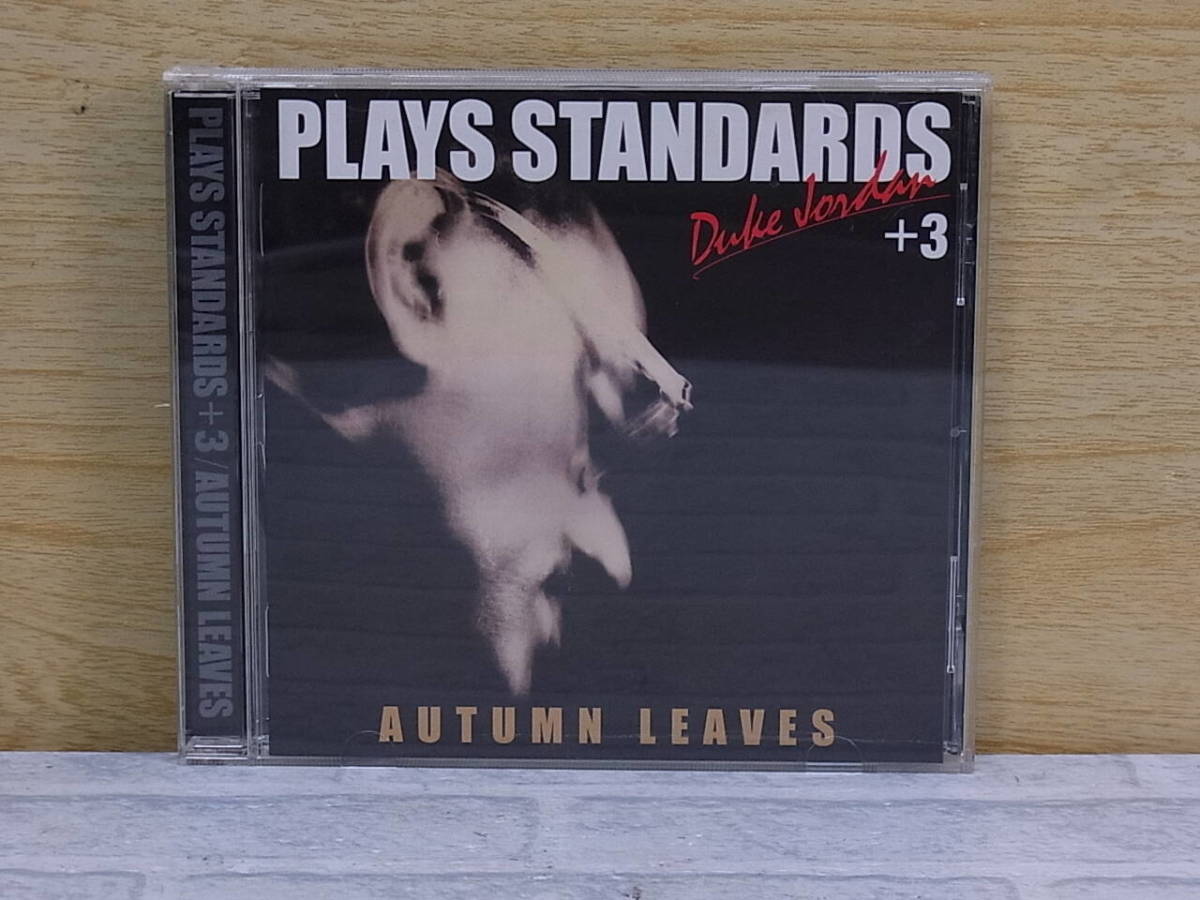 PLAYS STANDARDS
Duke Jordan
+3
AUTUMN LEAVES
PLAYS STANDARDS+3/AUTUMN LEAVES